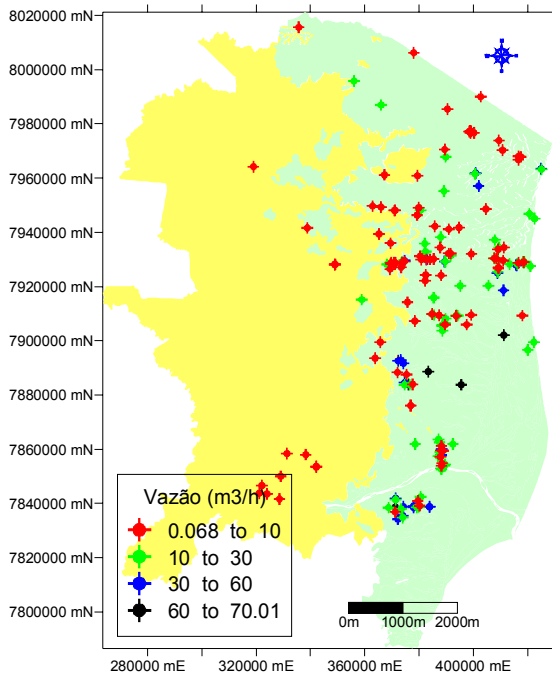 8020000 mN
8000000 mN
7980000 mN
7960000 mN
7940000 mN
7920000 mN
7900000 mN
7880000 mN
7860000 mN
7840000 mN
7820000 mN
7800000 mN
Vazão (m3/h)
0.068 to 10
10 to 30
30 to 60
60 to 70.01
0m 1000m 2000m
280000 mE 320000 mE 360000 mE 400000 mE